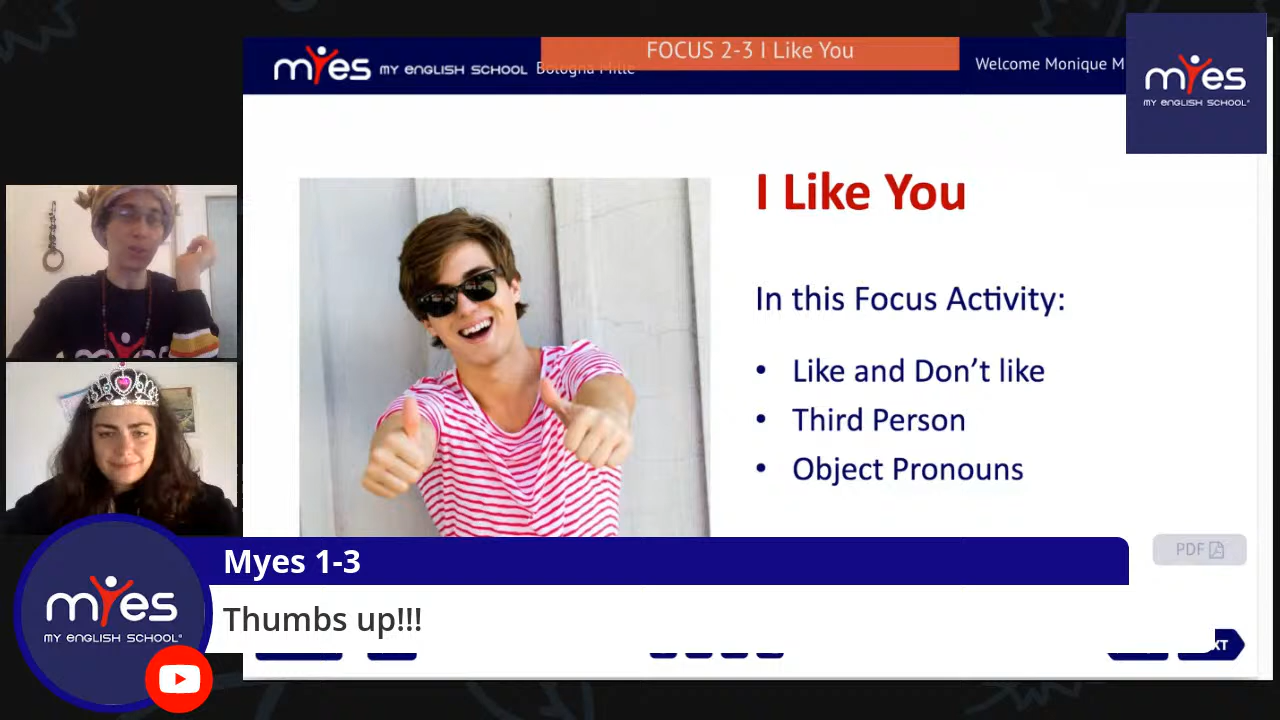 FOCUS 2-3 I Like You
myes MY ENGLISH SCHOOL Bologna Mille
Welcome Monique M
myes
MY ENGLISH SCHOOL
I Like You
In this Focus Activity:
• Like and Don’t like
• Third Person
• Object Pronouns
PDF
Myes 1-3
Thumbs up!!!
myes
MY ENGLISH SCHOOL
XT
myes